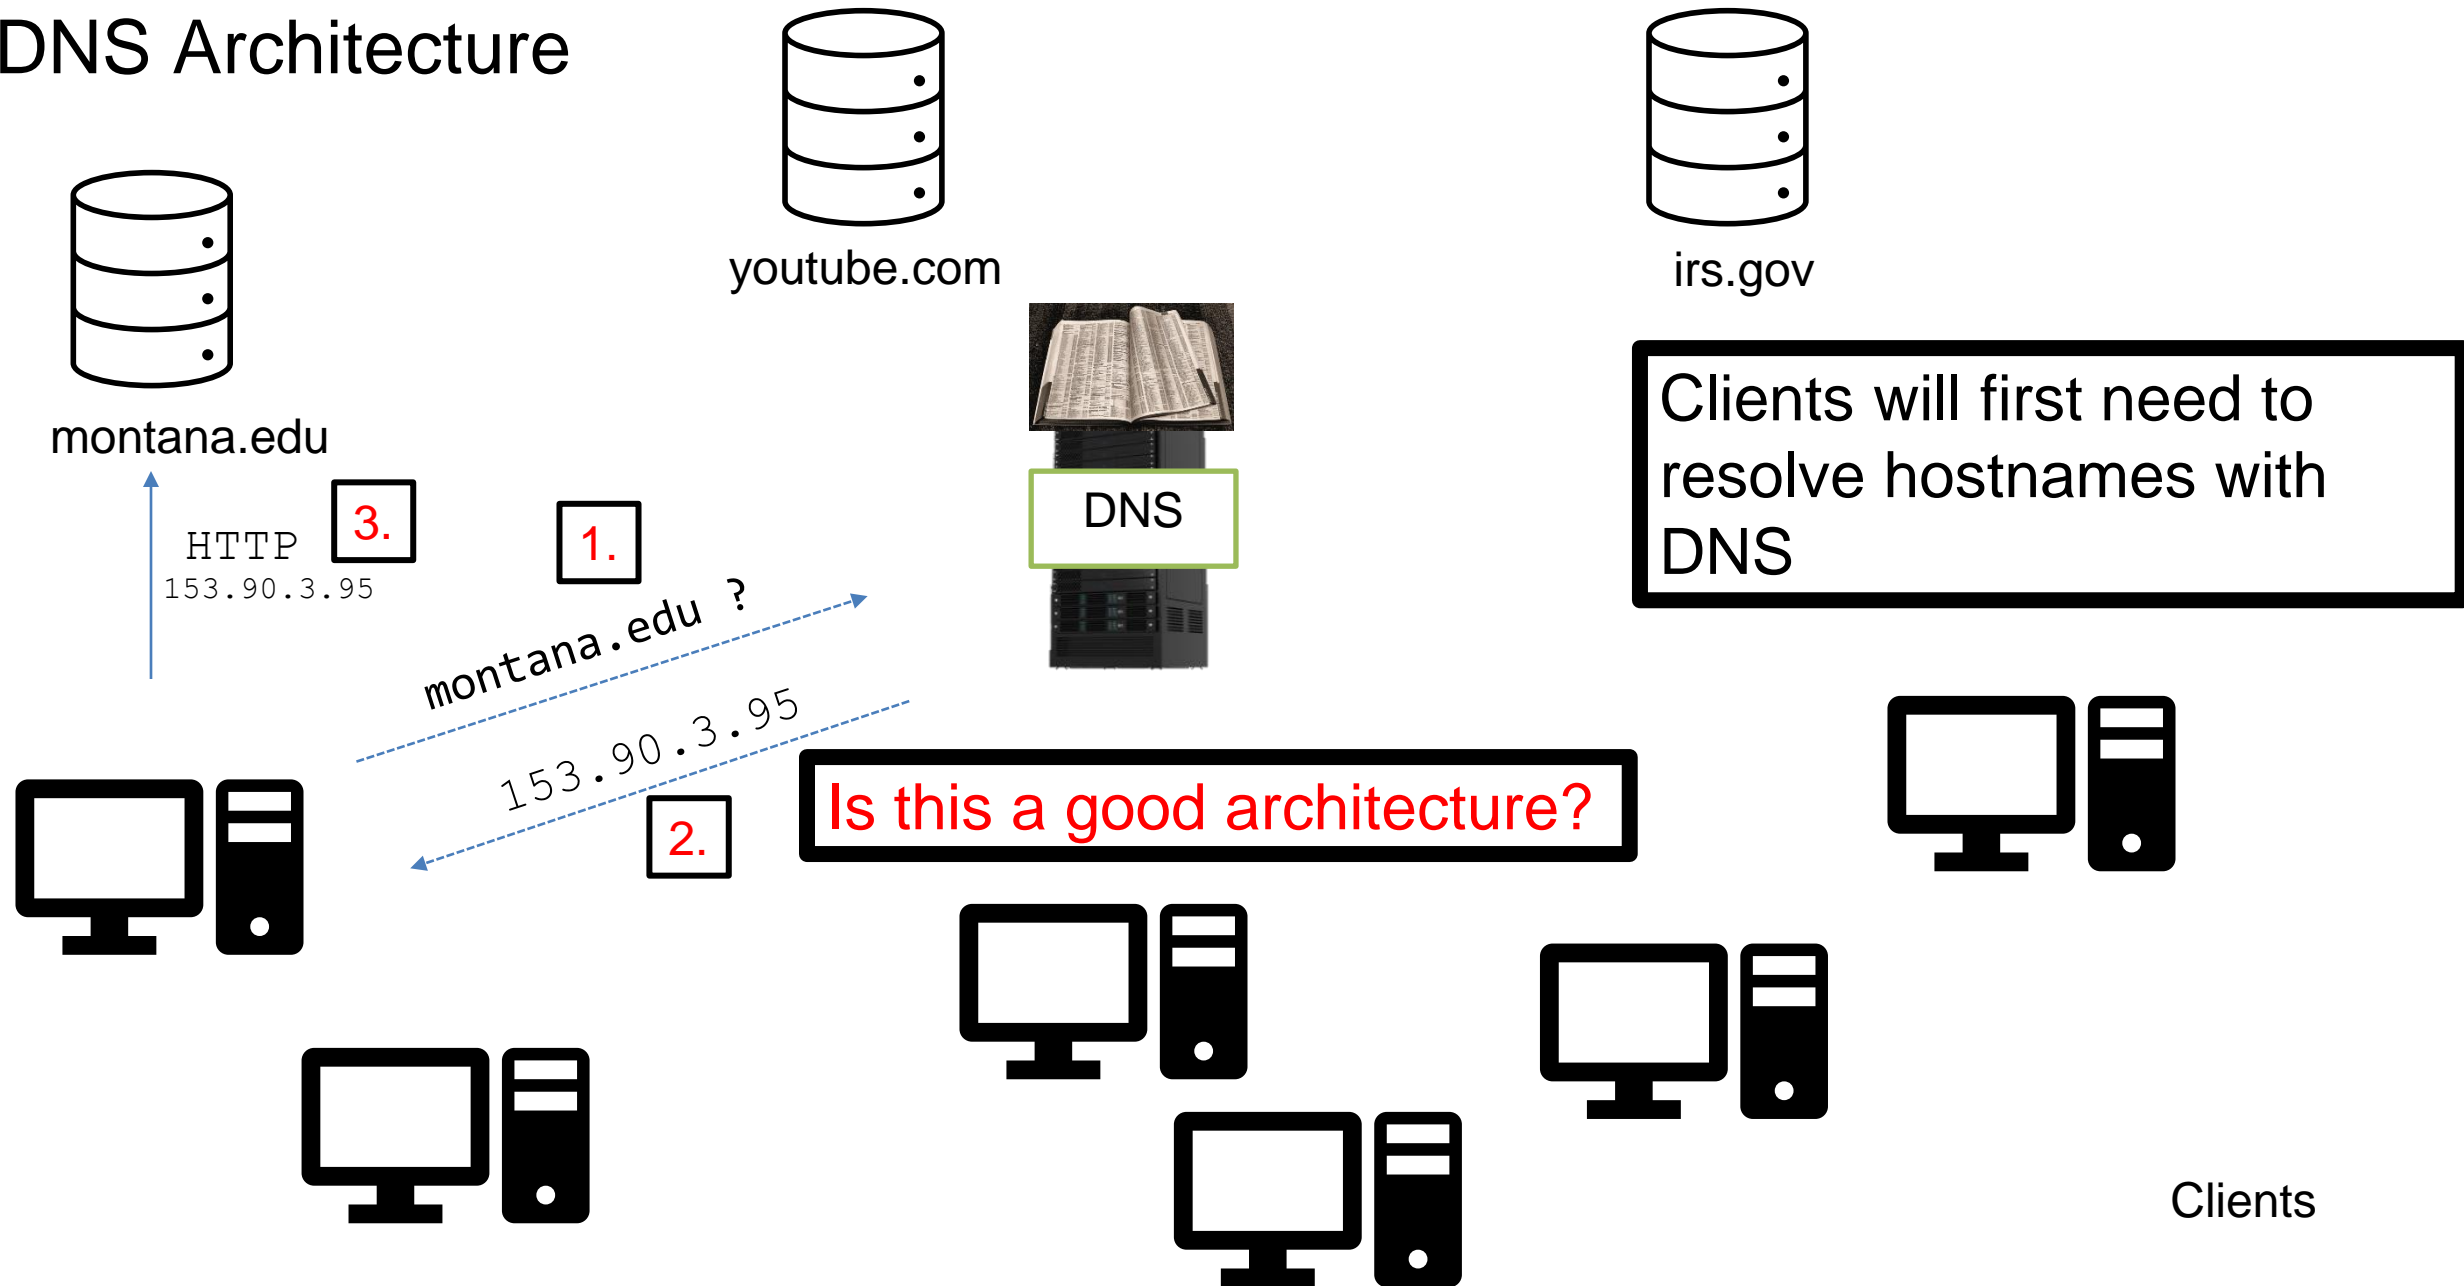 DNS Architecture
youtube.com
irs.gov
montana.edu
Clients will first need to
resolve hostnames with
DNS
DNS
3.
1.
HTTP
153.90.3.95
montana.edu ?
153.90.3.95
2.
Is this a good architecture?
Clients